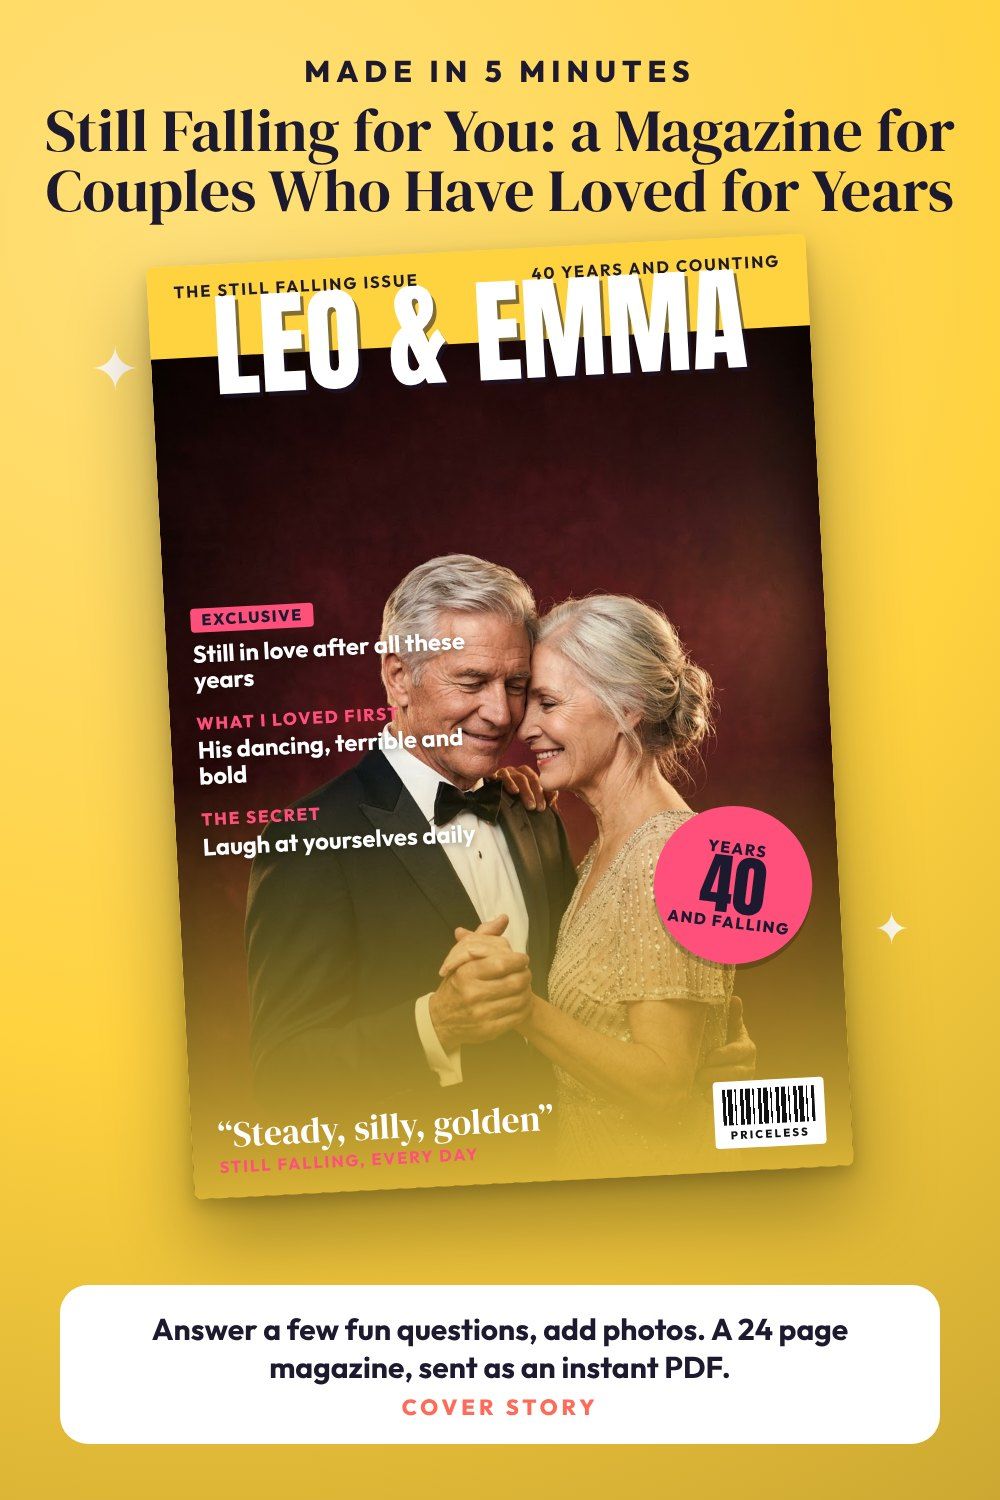 MADE IN 5 MINUTES
Still Falling for You: a Magazine for
Couples Who Have Loved for Years
THE STILL FALLING ISSUE
40 YEARS AND COUNTING
LEO & EMMA
EXCLUSIVE
Still in love after all these
years
WHAT I LOVED FIRST
His dancing, terrible and
bold
THE SECRET
Laugh at yourselves daily
YEARS
40
AND FALLING
“Steady, silly, golden”
STILL FALLING, EVERY DAY
PRICELESS
Answer a few fun questions, add photos. A 24 page
magazine, sent as an instant PDF.
COVER STORY